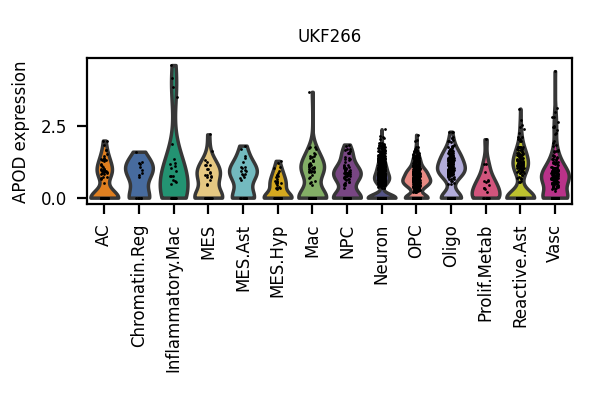 UKF266
APOD expression
2.5
0.0
AC
Chromatin.Reg
Inflammatory.Mac
MES
MES.Ast
MES.Hyp
Mac
NPC
Neuron
OPC
Oligo
Prolif.Metab
Reactive.Ast
Vasc